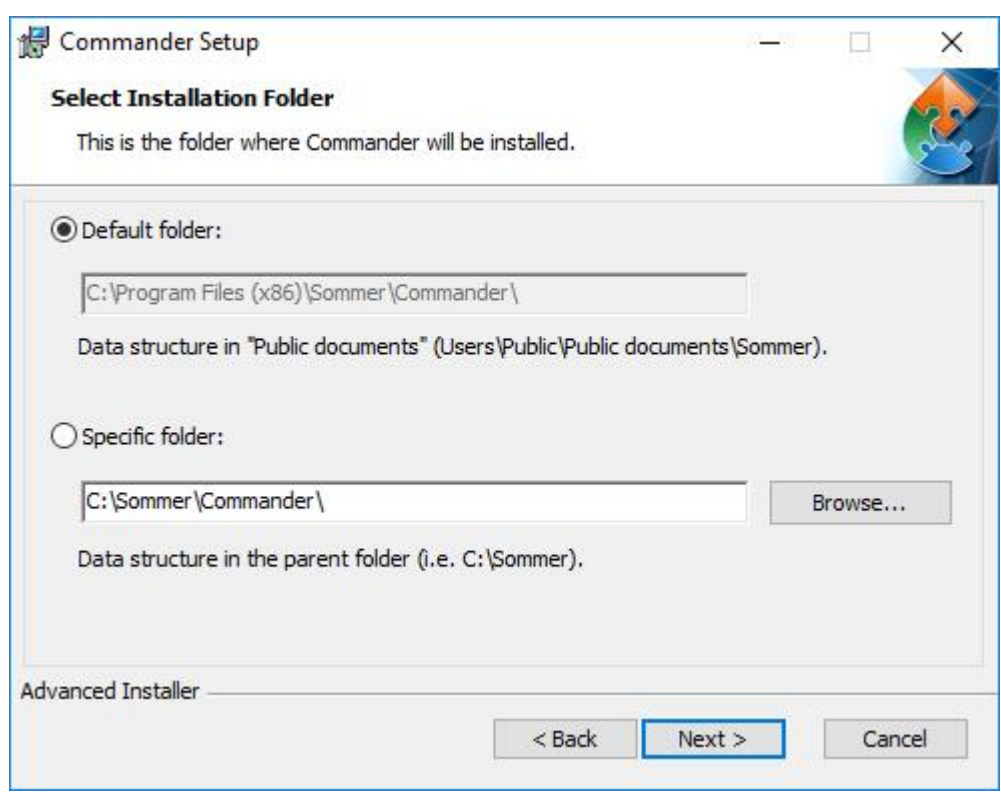 Commander Setup
Select Installation Folder
This is the folder where Commander will be installed.
Default folder:
C:\Program Files (x86)\Sommer\Commander\
Data structure in "Public documents" (Users\Public\Public documents\Sommer).
Specific folder:
C:\Sommer\Commander\
Browse...
Data structure in the parent folder (i.e. C:\Sommer).
Advanced Installer
< Back
Next >
Cancel